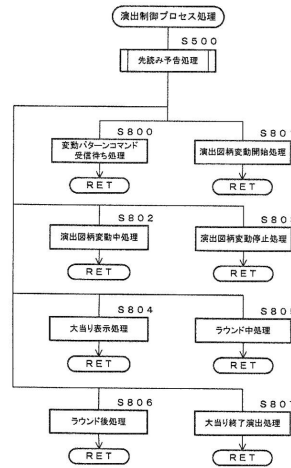 演出制御プロセス処理
S500
先読み予告処理
S800
変動パターンコマンド
受信待ち処理
RET
S80
演出図柄変動開始処理
RET
S802
演出図柄変動中処理
RET
S80
演出図柄変動停止処理
RET
S804
大当り表示処理
RET
S80
ラウンド中処理
RET
S806
ラウンド後処理
RET
S80
大当り終了演出処理
RET